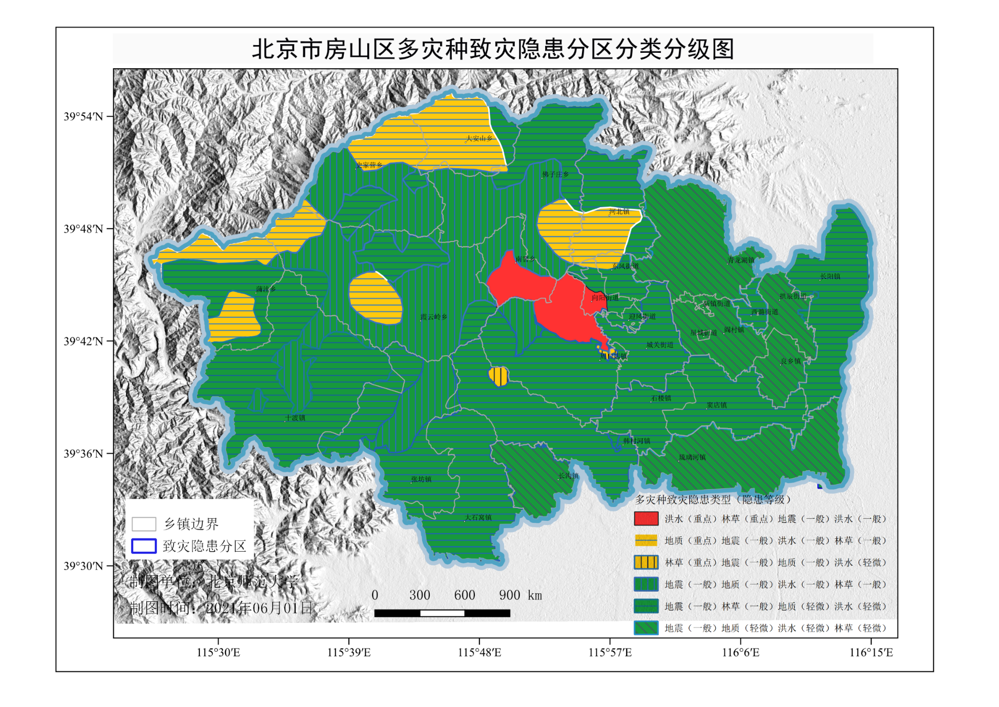 北京市房山区多灾种致灾隐患分区分类分级图
39°54′N
39°48′N
39°42′N
39°36′N
39°30′N
大安山乡
史家营乡
佛子庄乡
河北镇
南窖乡
东风街道
青龙湖镇
长阳镇
蒲洼乡
向阳街道
拱辰街道
新镇街道
西潞街道
霞云岭乡
迎风街道
星城街道
阎村镇
城关街道
周口店镇
良乡镇
石楼镇
窦店镇
十渡镇
韩村河镇
琉璃河镇
长沟镇
张坊镇
大石窝镇
乡镇边界
致灾隐患分区
制图单位：北京师范大学
制图时间：2021年06月01日
0 300 600 900 km
多灾种致灾隐患类型（隐患等级）
洪水（重点）林草（重点）地震（一般）洪水（一般）
地质（重点）地震（一般）洪水（一般）林草（一般）
林草（重点）地震（一般）地质（一般）洪水（轻微）
地震（一般）地质（一般）洪水（一般）林草（一般）
地震（一般）林草（一般）地质（轻微）洪水（轻微）
地震（一般）地质（轻微）洪水（轻微）林草（轻微）
115°30′E 115°39′E 115°48′E 115°57′E 116°6′E 116°15′E